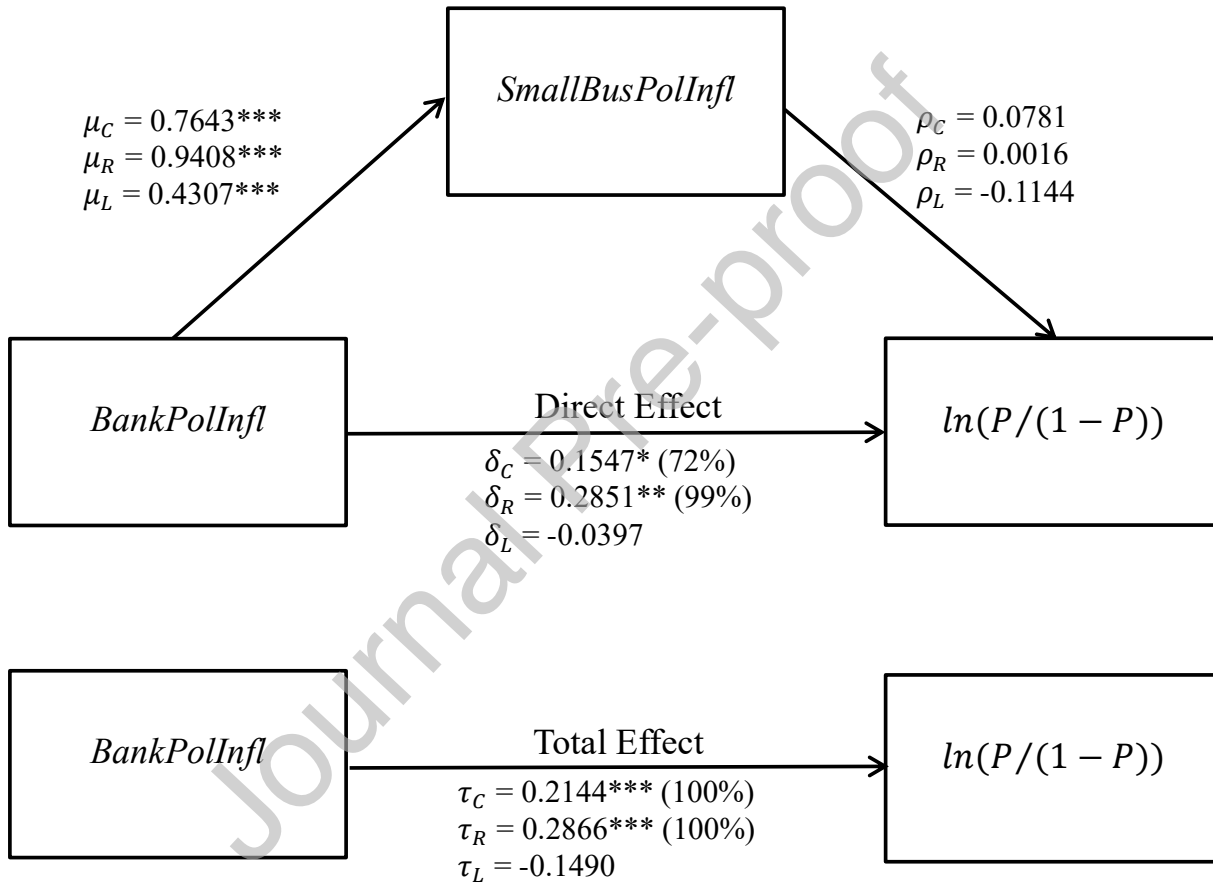 SmallBusPolInfl
μ_C = 0.7643***
μ_R = 0.9408***
μ_L = 0.4307***
ρ_C = 0.0781
ρ_R = 0.0016
ρ_L = -0.1144
BankPolInfl
Direct Effect
δ_C = 0.1547* (72%)
δ_R = 0.2851** (99%)
δ_L = -0.0397
ln(P/(1 − P))
BankPolInfl
Total Effect
τ_C = 0.2144*** (100%)
τ_R = 0.2866*** (100%)
τ_L = -0.1490
ln(P/(1 − P))
Journal Pre-proof